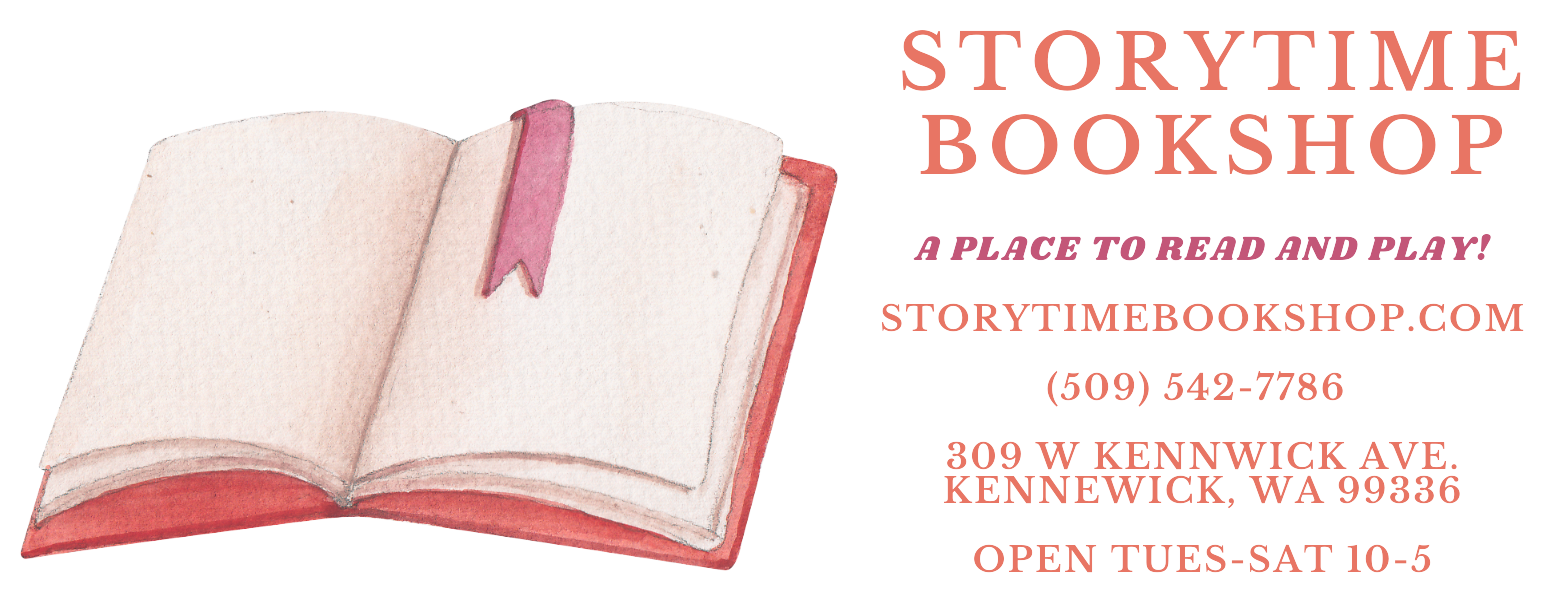 STORYTIME
BOOKSHOP
A PLACE TO READ AND PLAY!
STORYTIMEBOOKSHOP.COM
(509) 542-7786
309 W KENNWICK AVE.
KENNEWICK, WA 99336
OPEN TUES-SAT 10-5